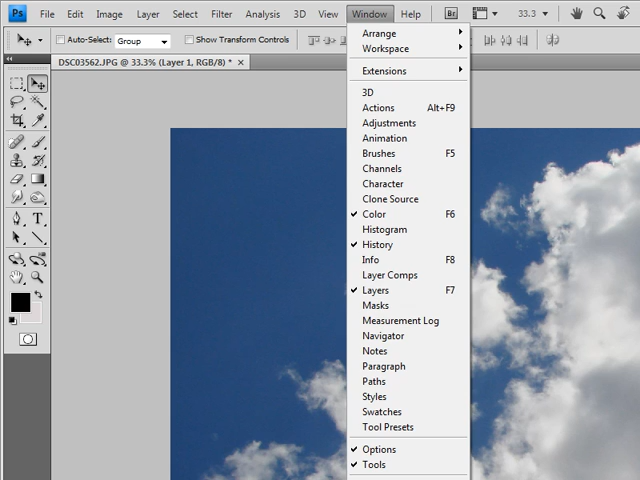 Ps File Edit Image Layer Select Filter Analysis 3D View Window Help Br 33.3
Auto-Select: Group Show Transform Controls
DSC03562.JPG @ 33.3% (Layer 1, RGB/8) *
T
Arrange
Workspace
Extensions
3D
Actions Alt+F9
Adjustments
Animation
Brushes F5
Channels
Character
Clone Source
Color F6
Histogram
History
Info F8
Layer Comps
Layers F7
Masks
Measurement Log
Navigator
Notes
Paragraph
Paths
Styles
Swatches
Tool Presets
Options
Tools